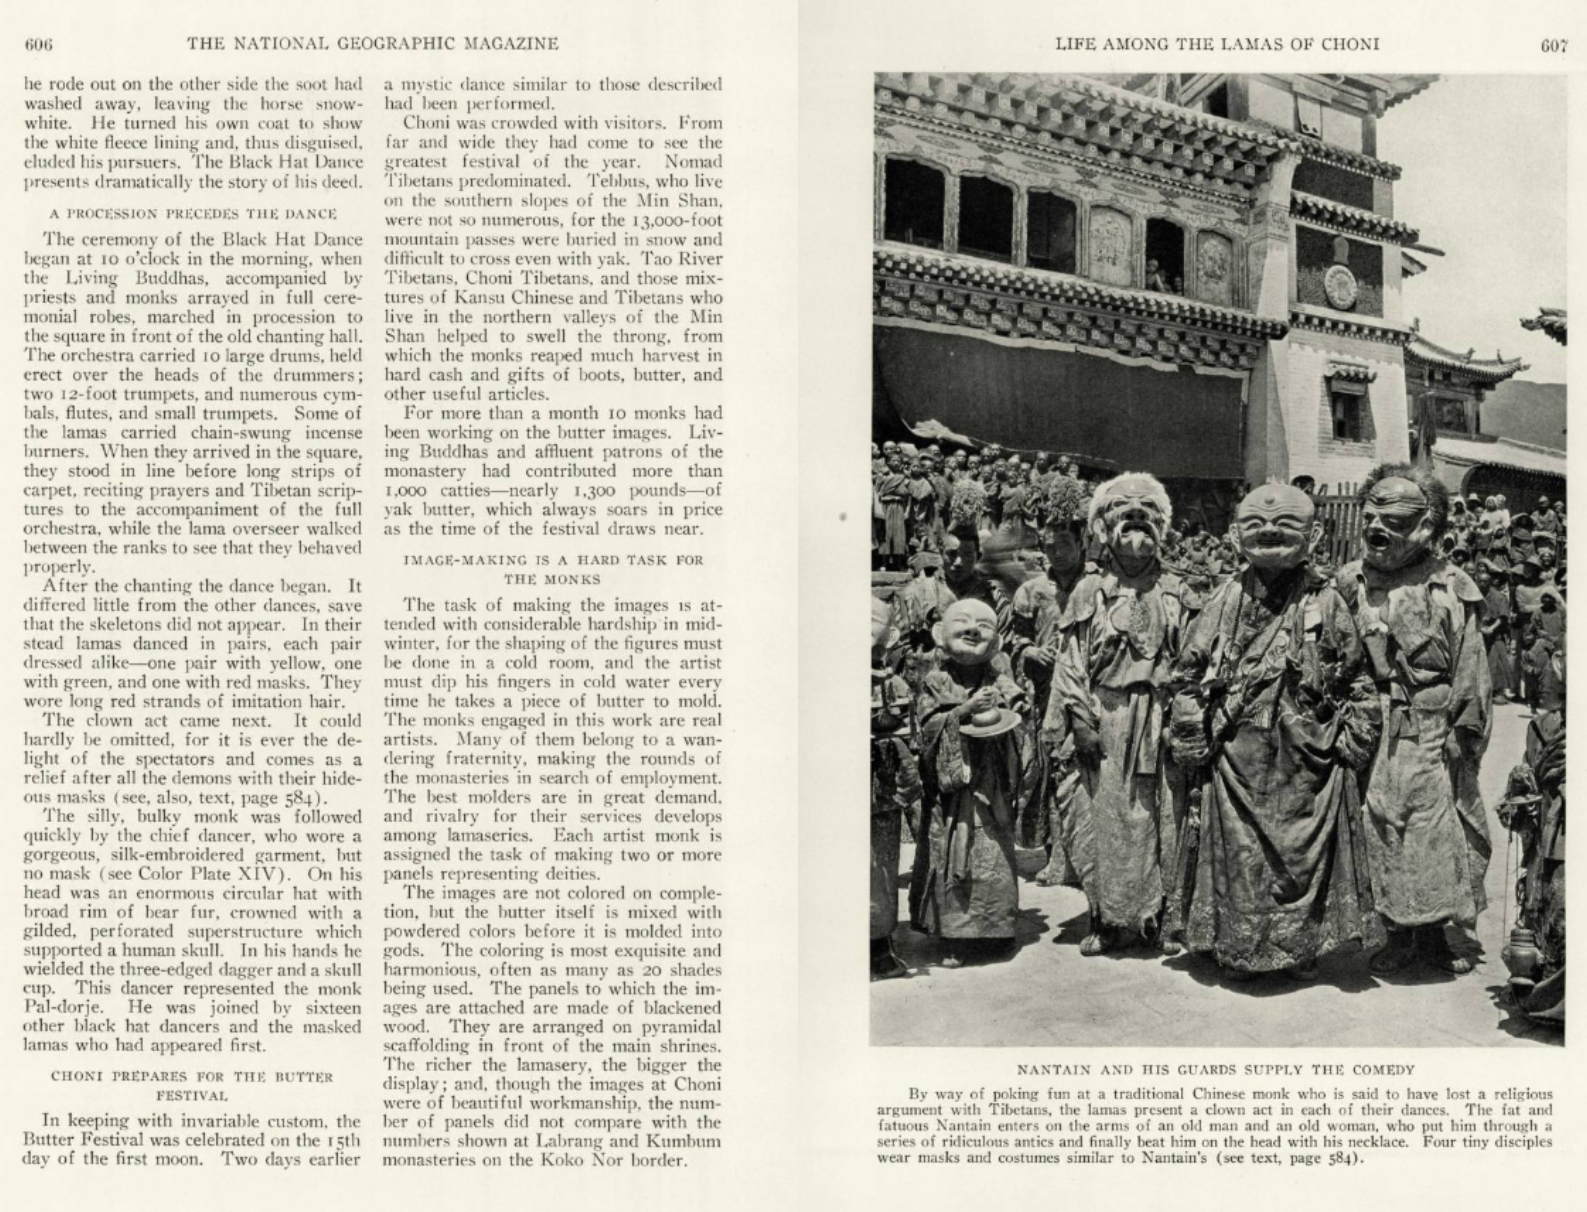 606
THE NATIONAL GEOGRAPHIC MAGAZINE
he rode out on the other side the soot had
washed away, leaving the horse snow-
white. He turned his own coat to show
the white fleece lining and, thus disguised,
eluded his pursuers. The Black Hat Dance
presents dramatically the story of his deed.
A PROCESSION PRECEDES THE DANCE
The ceremony of the Black Hat Dance
began at 10 o'clock in the morning, when
the Living Buddhas, accompanied by
priests and monks arrayed in full cere-
monial robes, marched in procession to
the square in front of the old chanting hall.
The orchestra carried 10 large drums, held
erect over the heads of the drummers;
two 12-foot trumpets, and numerous cym-
bals, flutes, and small trumpets. Some of
the lamas carried chain-swung incense
burners. When they arrived in the square,
they stood in line before long strips of
carpet, reciting prayers and Tibetan scrip-
tures to the accompaniment of the full
orchestra, while the lama overseer walked
between the ranks to see that they behaved
properly.
After the chanting the dance began. It
differed little from the other dances, save
that the skeletons did not appear. In their
stead lamas danced in pairs, each pair
dressed alike—one pair with yellow, one
with green, and one with red masks. They
wore long red strands of imitation hair.
The clown act came next. It could
hardly be omitted, for it is ever the de-
light of the spectators and comes as a
relief after all the demons with their hide-
ous masks (see, also, text, page 584).
The silly, bulky monk was followed
quickly by the chief dancer, who wore a
gorgeous, silk-embroidered garment, but
no mask (see Color Plate XIV). On his
head was an enormous circular hat with
broad rim of bear fur, crowned with a
gilded, perforated superstructure which
supported a human skull. In his hands he
wielded the three-edged dagger and a skull
cup. This dancer represented the monk
Pal-dorje. He was joined by sixteen
other black hat dancers and the masked
lamas who had appeared first.
CHONI PREPARES FOR THE BUTTER
FESTIVAL
In keeping with invariable custom, the
Butter Festival was celebrated on the 15th
day of the first moon. Two days earlier
a mystic dance similar to those described
had been performed.
Choni was crowded with visitors. From
far and wide they had come to see the
greatest festival of the year. Nomad
Tibetans predominated. Tebbus, who live
on the southern slopes of the Min Shan,
were not so numerous, for the 13,000-foot
mountain passes were buried in snow and
difficult to cross even with yak. Tao River
Tibetans, Choni Tibetans, and those mix-
tures of Kansu Chinese and Tibetans who
live in the northern valleys of the Min
Shan helped to swell the throng, from
which the monks reaped much harvest in
hard cash and gifts of boots, butter, and
other useful articles.
For more than a month 10 monks had
been working on the butter images. Liv-
ing Buddhas and affluent patrons of the
monastery had contributed more than
1,000 catties—nearly 1,300 pounds—of
yak butter, which always soars in price
as the time of the festival draws near.
IMAGE-MAKING IS A HARD TASK FOR
THE MONKS
The task of making the images is at-
tended with considerable hardship in mid-
winter, for the shaping of the figures must
be done in a cold room, and the artist
must dip his fingers in cold water every
time he takes a piece of butter to mold.
The monks engaged in this work are real
artists. Many of them belong to a wan-
dering fraternity, making the rounds of
the monasteries in search of employment.
The best molders are in great demand,
and rivalry for their services develops
among lamaseries. Each artist monk is
assigned the task of making two or more
panels representing deities.
The images are not colored on comple-
tion, but the butter itself is mixed with
powdered colors before it is molded into
gods. The coloring is most exquisite and
harmonious, often as many as 20 shades
being used. The panels to which the im-
ages are attached are made of blackened
wood. They are arranged on pyramidal
scaffolding in front of the main shrines.
The richer the lamasery, the bigger the
display; and, though the images at Choni
were of beautiful workmanship, the num-
ber of panels did not compare with the
numbers shown at Labrang and Kumbum
monasteries on the Koko Nor border.
LIFE AMONG THE LAMAS OF CHONI
607
NANTAIN AND HIS GUARDS SUPPLY THE COMEDY
By way of poking fun at a traditional Chinese monk who is said to have lost a religious
argument with Tibetans, the lamas present a clown act in each of their dances. The fat and
fatuous Nantain enters on the arms of an old man and an old woman, who put him through a
series of ridiculous antics and finally beat him on the head with his necklace. Four tiny disciples
wear masks and costumes similar to Nantain's (see text, page 584).